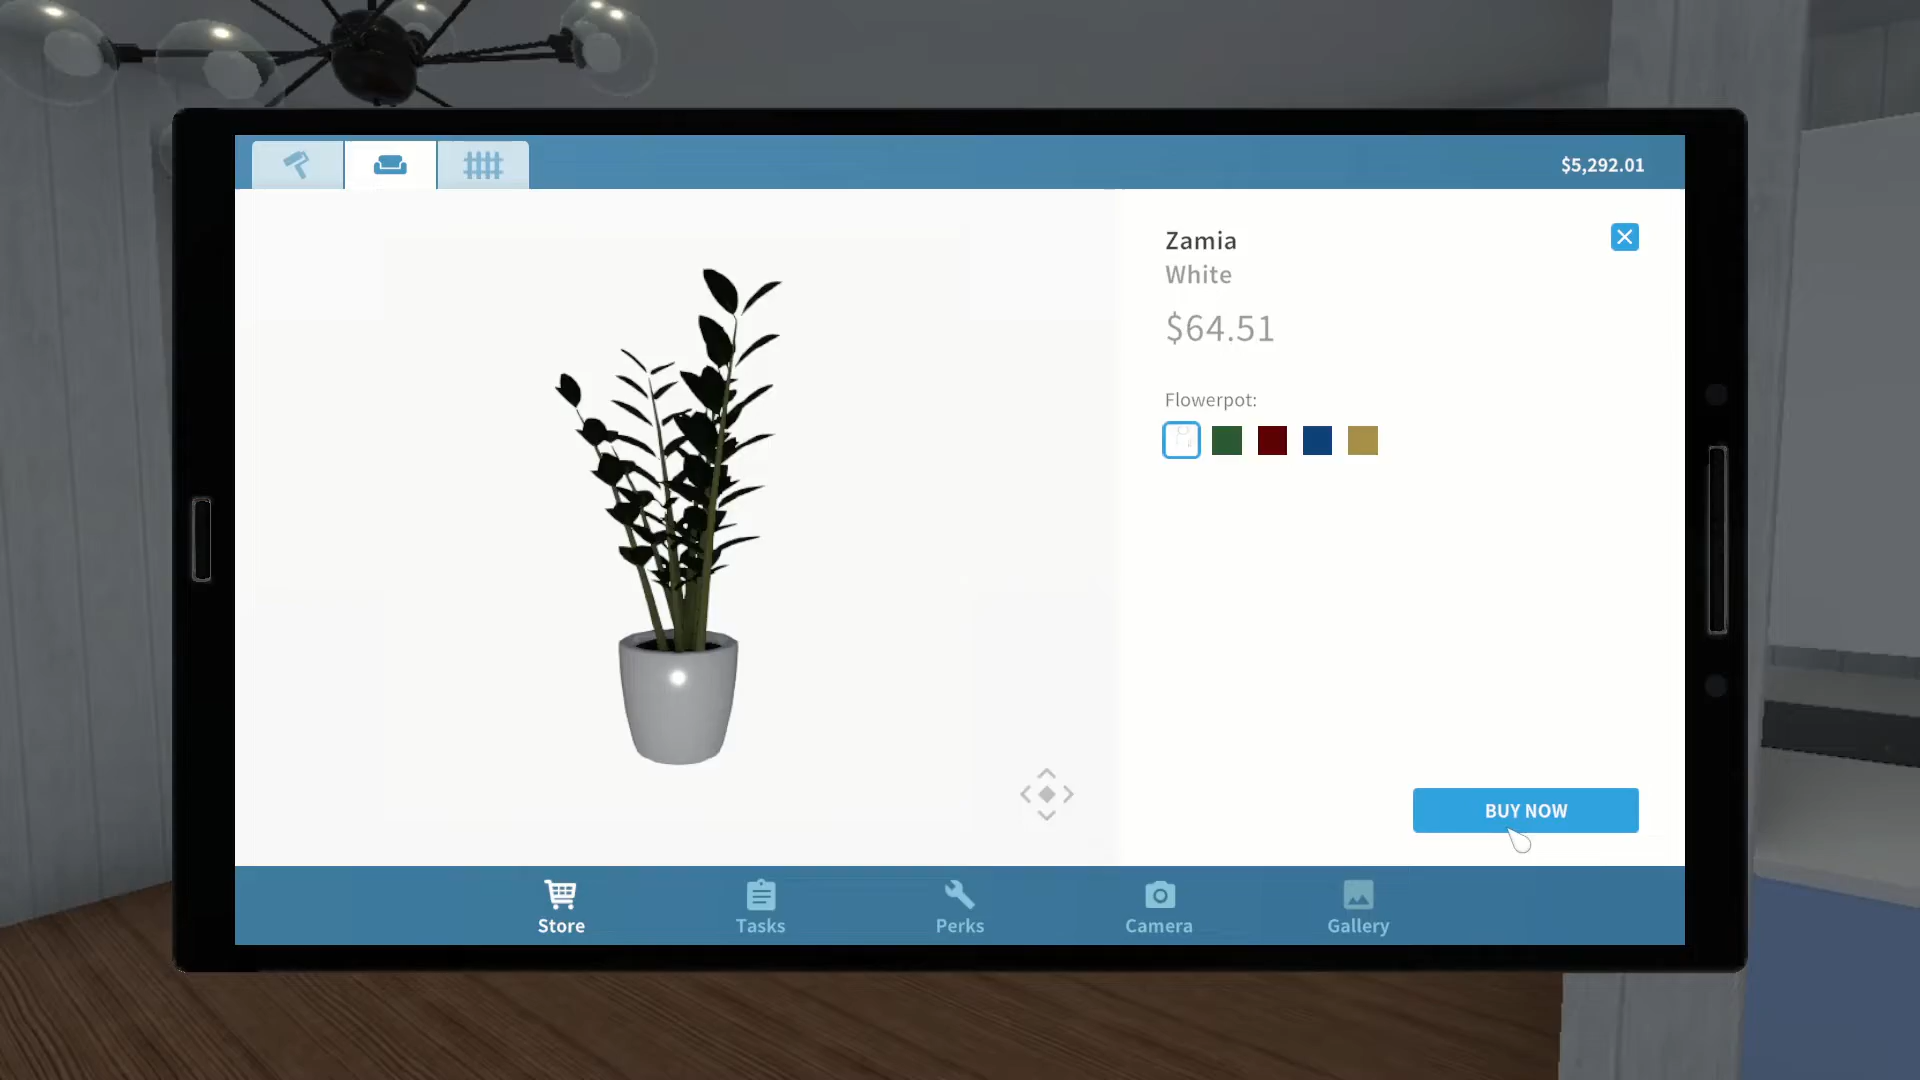 $5,292.01
Zamia
White
$64.51
Flowerpot:
BUY NOW
Store
Tasks
Perks
Camera
Gallery